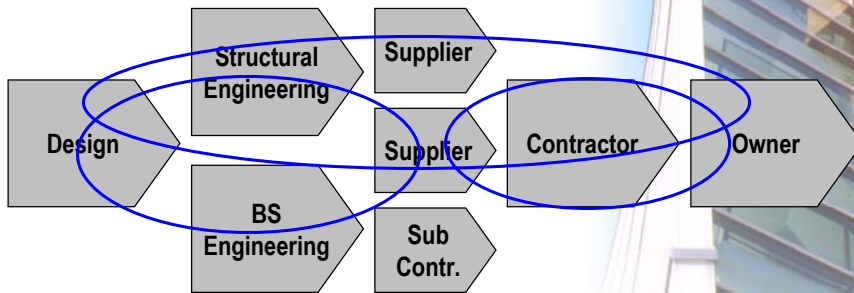 Design
Structural
Engineering
BS
Engineering
Supplier
Supplier
Sub
Contr.
Contractor
Owner